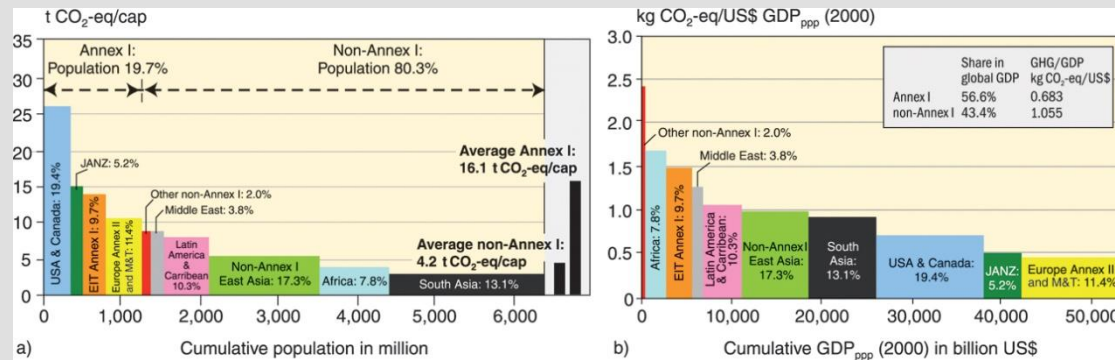 t CO₂-eq/cap
35
30
25
20
15
10
5
0
Annex I:
Population 19.7%
Non-Annex I:
Population 80.3%
USA & Canada: 19.4%
JANZ: 5.2%
EIT Annex I: 9.7%
Europe Annex II
and M&T: 11.4%
Other non-Annex I: 2.0%
Middle East: 3.8%
Latin
America
&
Carribean
10.3%
Non-Annex I
East Asia: 17.3%
Africa: 7.8%
South Asia: 13.1%
Average Annex I:
16.1 t CO₂-eq/cap
Average non-Annex I:
4.2 t CO₂-eq/cap
0 1,000 2,000 3,000 4,000 5,000 6,000
a) Cumulative population in million
kg CO₂-eq/US$ GDPppp (2000)
3.0
2.5
2.0
1.5
1.0
0.5
0
Share in GHG/GDP
global GDP kg CO₂-eq/US$
Annex I 56.6% 0.683
non-Annex I 43.4% 1.055
Other non-Annex I: 2.0%
Middle East: 3.8%
Africa: 7.8%
EIT Annex I: 9.7%
Latin America
& Carribean:
10.3%
Non-Annex I
East Asia:
17.3%
South
Asia:
13.1%
USA & Canada:
19.4%
JANZ:
5.2%
Europe Annex II
and M&T: 11.4%
0 10,000 20,000 30,000 40,000 50,000
b) Cumulative GDPppp (2000) in billion US$